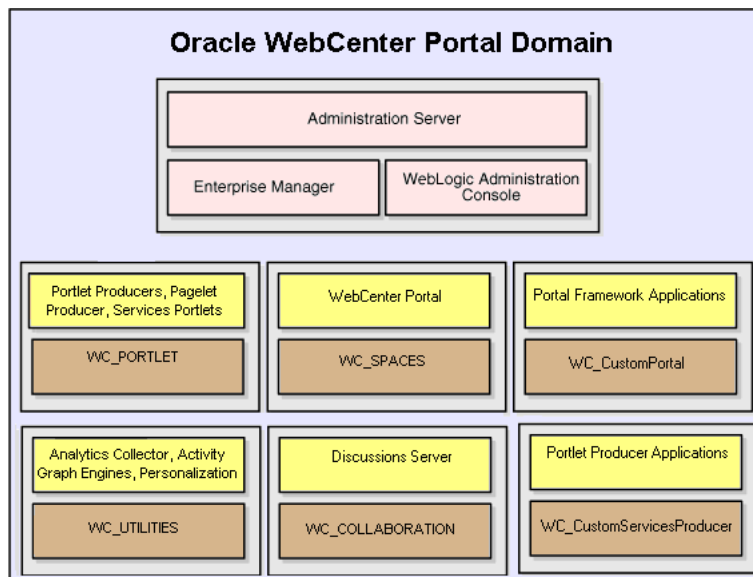 Oracle WebCenter Portal Domain
Administration Server
Enterprise Manager
WebLogic Administration
Console
Portlet Producers, Pagelet
Producer, Services Portlets
WC_PORTLET
WebCenter Portal
WC_SPACES
Portal Framework Applications
WC_CustomPortal
Analytics Collector, Activity
Graph Engines, Personalization
WC_UTILITIES
Discussions Server
WC_COLLABORATION
Portlet Producer Applications
WC_CustomServicesProducer